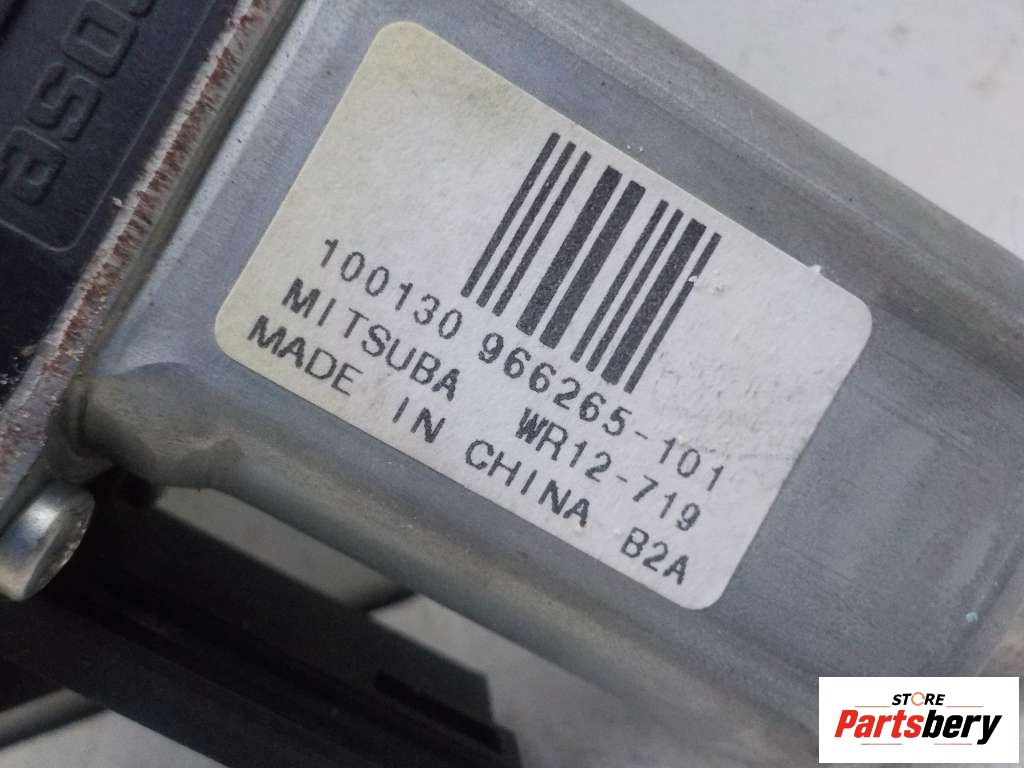 100130 966265-101
MITSUBA WR12-719
MADE IN CHINA B2A
STORE
Partsbery